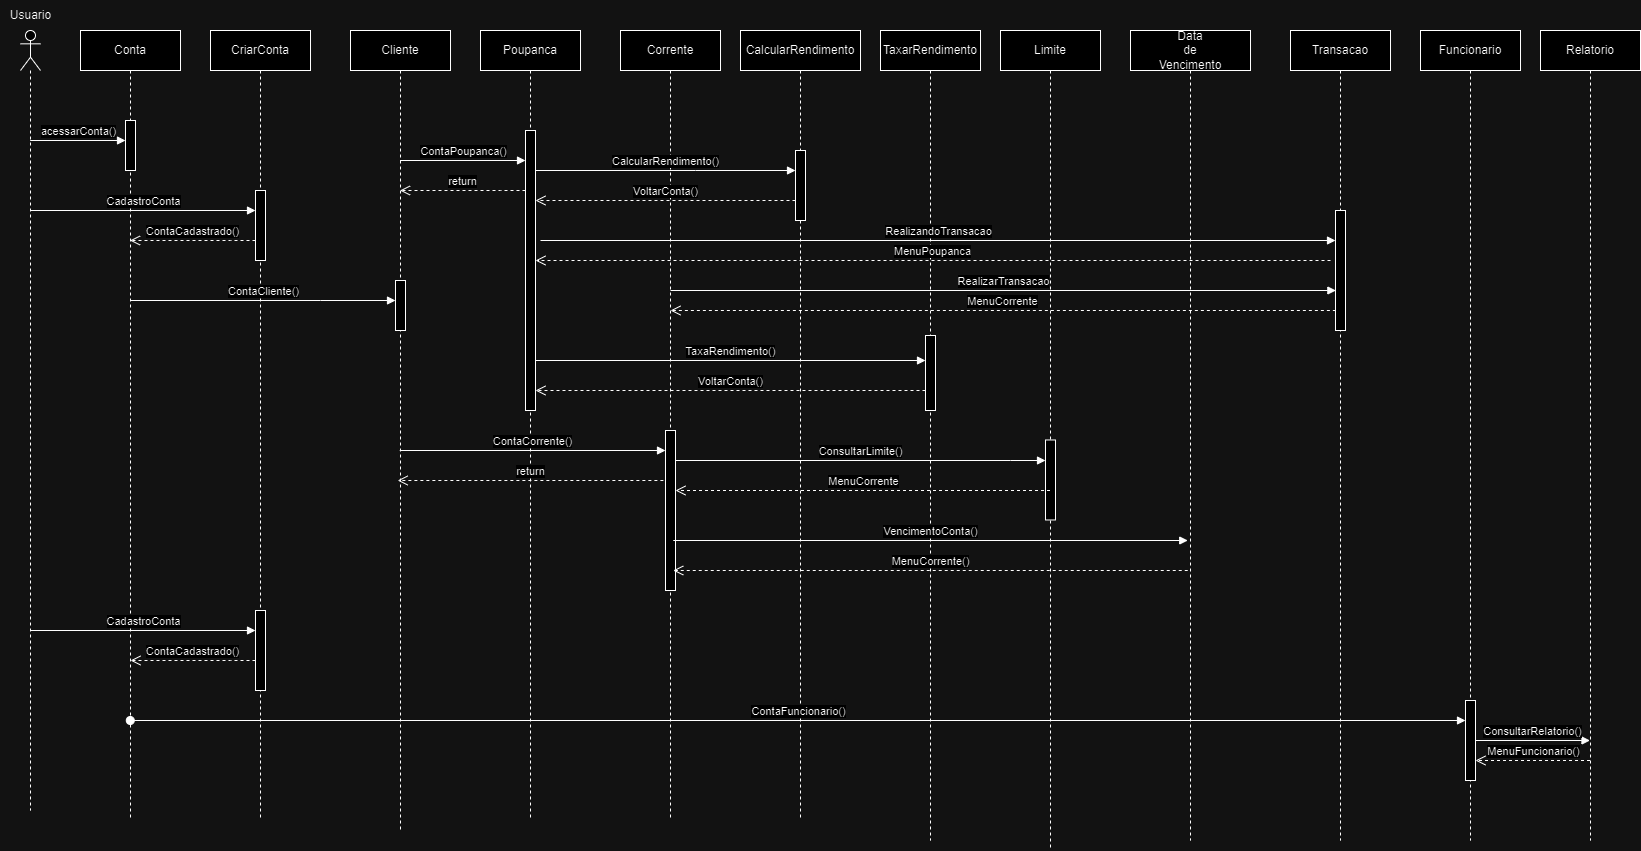 Usuario
Conta
CriarConta
Cliente
Poupanca
Corrente
CalcularRendimento
TaxarRendimento
Limite
Data
de
Vencimento
Transacao
Funcionario
Relatorio
acessarConta()
ContaPoupanca()
CalcularRendimento()
return
VoltarConta()
CadastroConta
ContaCadastrado()
RealizandoTransacao
MenuPoupanca
ContaCliente()
RealizarTransacao
MenuCorrente
TaxaRendimento()
VoltarConta()
ContaCorrente()
ConsultarLimite()
return
MenuCorrente
VencimentoConta()
MenuCorrente()
CadastroConta
ContaCadastrado()
ContaFuncionario()
ConsultarRelatorio()
MenuFuncionario()